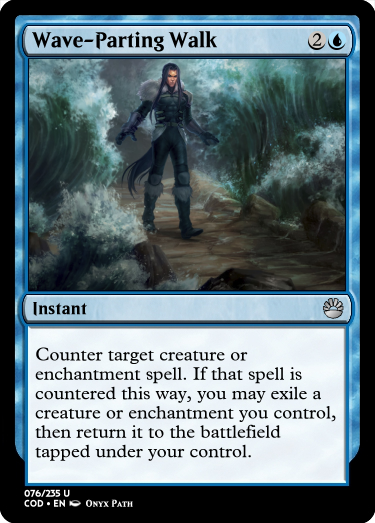 Wave-Parting Walk 2
Instant
Counter target creature or
enchantment spell. If that spell is
countered this way, you may exile a
creature or enchantment you control,
then return it to the battlefield
tapped under your control.
076/235 U
COD • EN Onyx Path